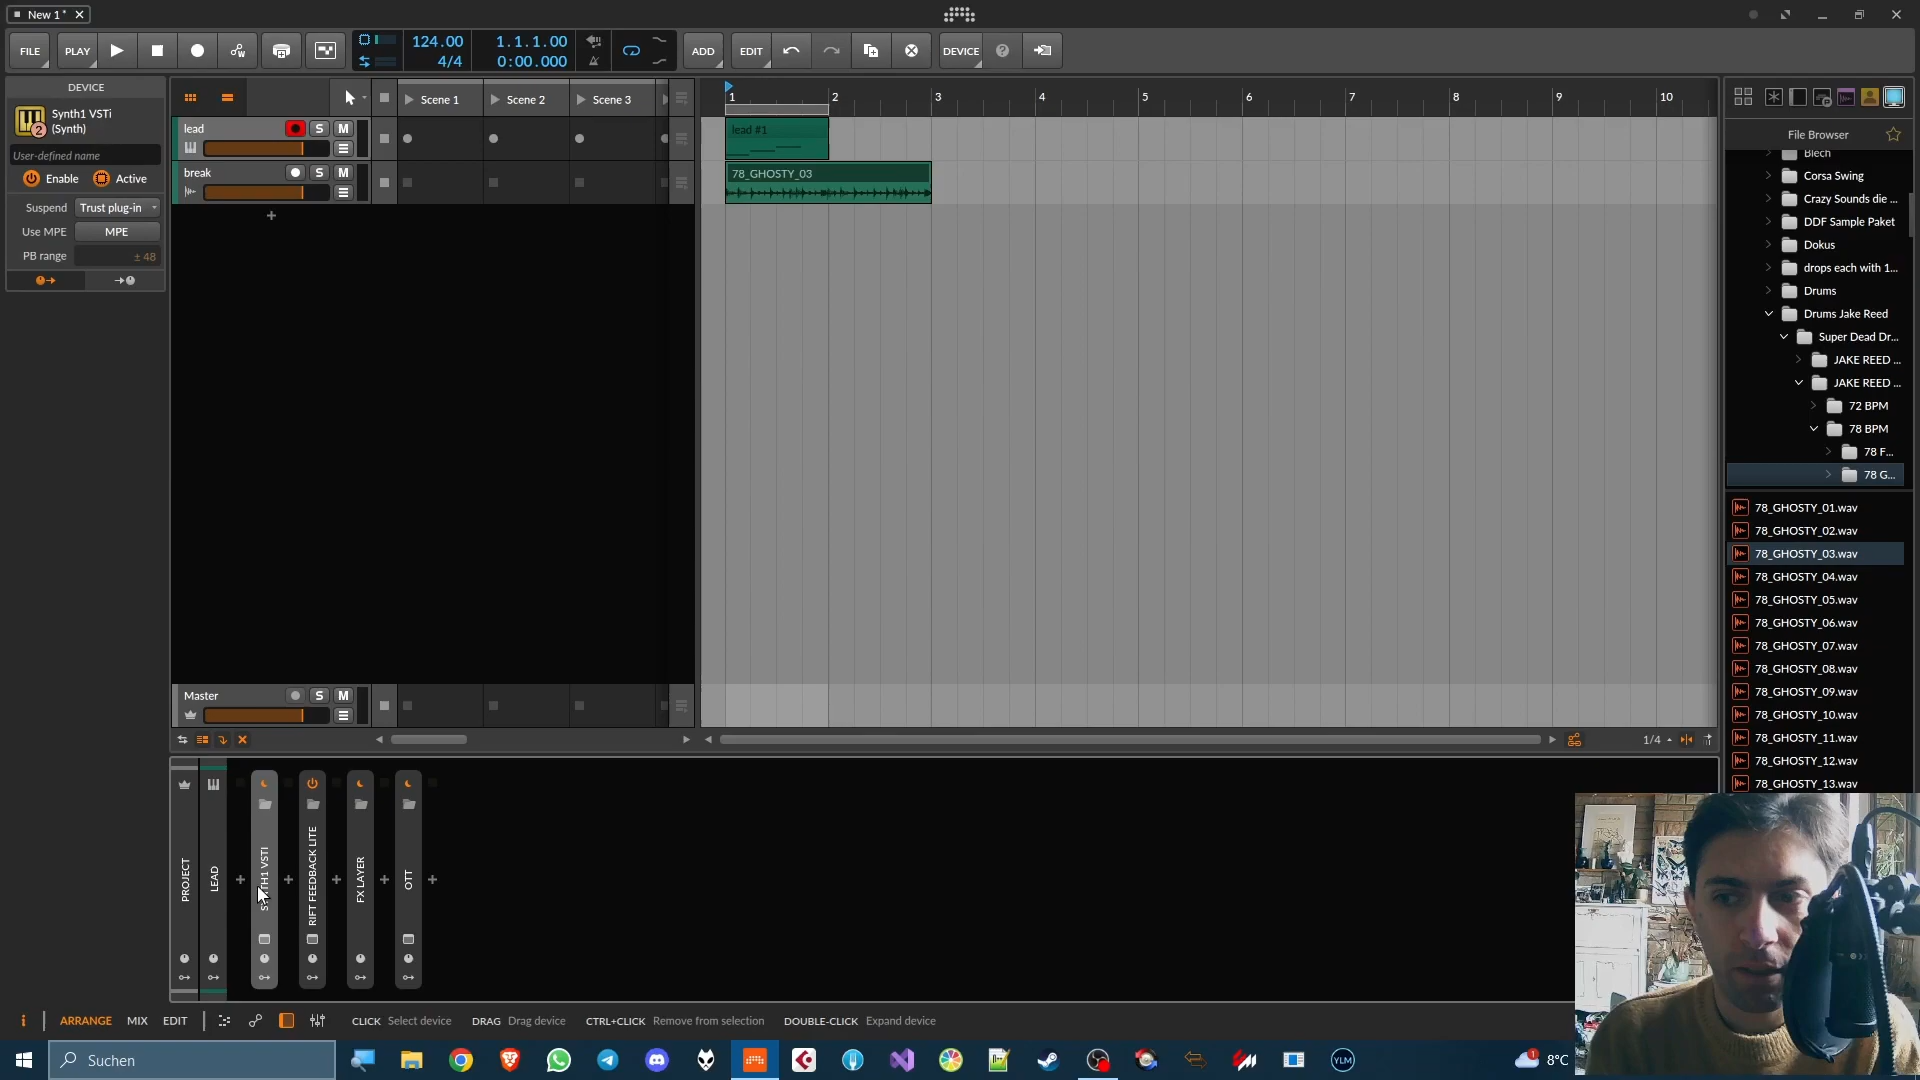 New 1*
FILE
PLAY
124.00
4/4
1.1.1.00
0:00.000
ADD
EDIT
DEVICE
DEVICE
Synth1 VSTi
(Synth)
2
User-defined name
Enable
Active
Suspend
Trust plug-in
Use MPE
MPE
PB range
± 48
Scene 1
Scene 2
Scene 3
lead
S
M
break
S
M
+
Master
S
M
1
2
3
4
5
6
7
8
9
10
lead #1
78_GHOSTY_03
1/4
File Browser
Blech
Corsa Swing
Crazy Sounds die ...
DDF Sample Paket
Dokus
drops each with 1...
Drums
Drums Jake Reed
Super Dead Dr...
JAKE REED ...
JAKE REED ...
72 BPM
78 BPM
78 F...
78 G...
78_GHOSTY_01.wav
78_GHOSTY_02.wav
78_GHOSTY_03.wav
78_GHOSTY_04.wav
78_GHOSTY_05.wav
78_GHOSTY_06.wav
78_GHOSTY_07.wav
78_GHOSTY_08.wav
78_GHOSTY_09.wav
78_GHOSTY_10.wav
78_GHOSTY_11.wav
78_GHOSTY_12.wav
78_GHOSTY_13.wav
PROJECT
LEAD
RIFT FEEDBACK LITE
FX LAYER
OTT
ARRANGE
MIX
EDIT
CLICK Select device
DRAG Drag device
CTRL+CLICK Remove from selection
DOUBLE-CLICK Expand device
Suchen
YLM
1
8°C